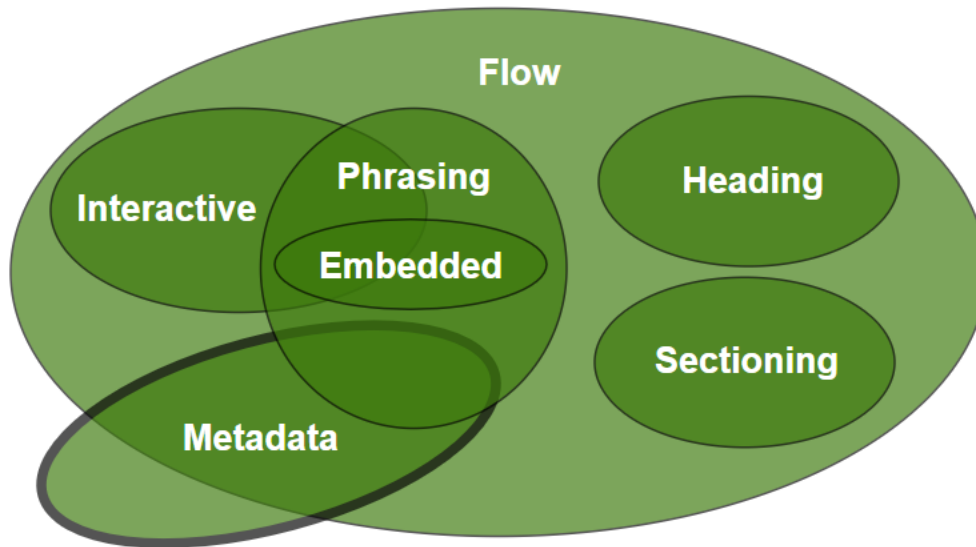 Flow
Phrasing
Heading
Interactive
Embedded
Sectioning
Metadata